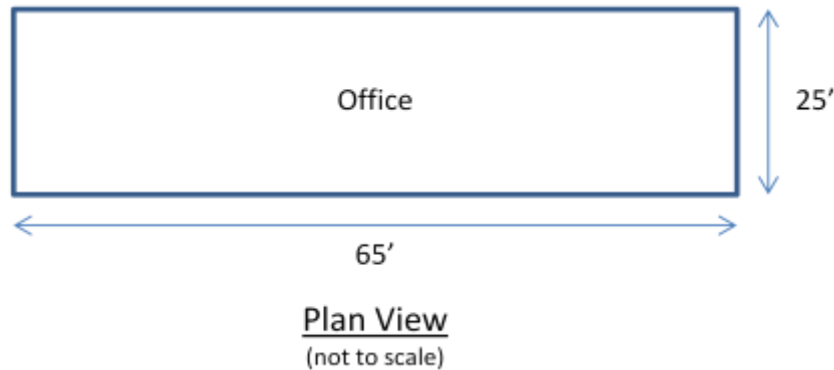 Office
25’
65’
Plan View
(not to scale)